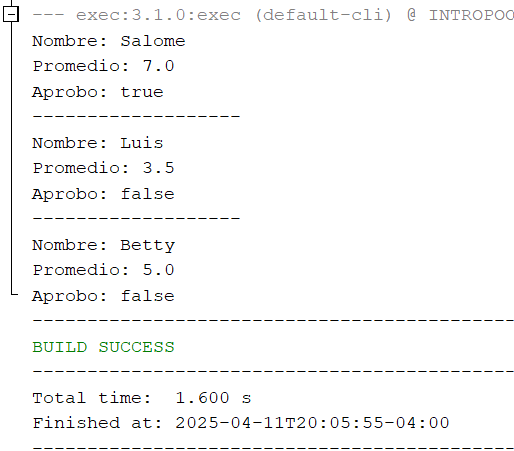 --- exec:3.1.0:exec (default-cli) @ INTROPOO
Nombre: Salome
Promedio: 7.0
Aprobo: true
-------------------
Nombre: Luis
Promedio: 3.5
Aprobo: false
-------------------
Nombre: Betty
Promedio: 5.0
Aprobo: false
--------------------------------------------
BUILD SUCCESS
--------------------------------------------
Total time:  1.600 s
Finished at: 2025-04-11T20:05:55-04:00
--------------------------------------------